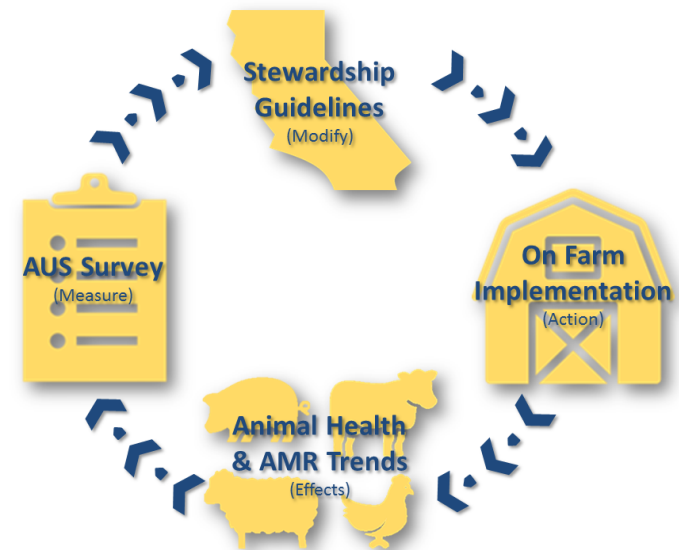 Stewardship
Guidelines
(Modify)
On Farm
Implementation
(Action)
Animal Health
& AMR Trends
(Effects)
AUS Survey
(Measure)